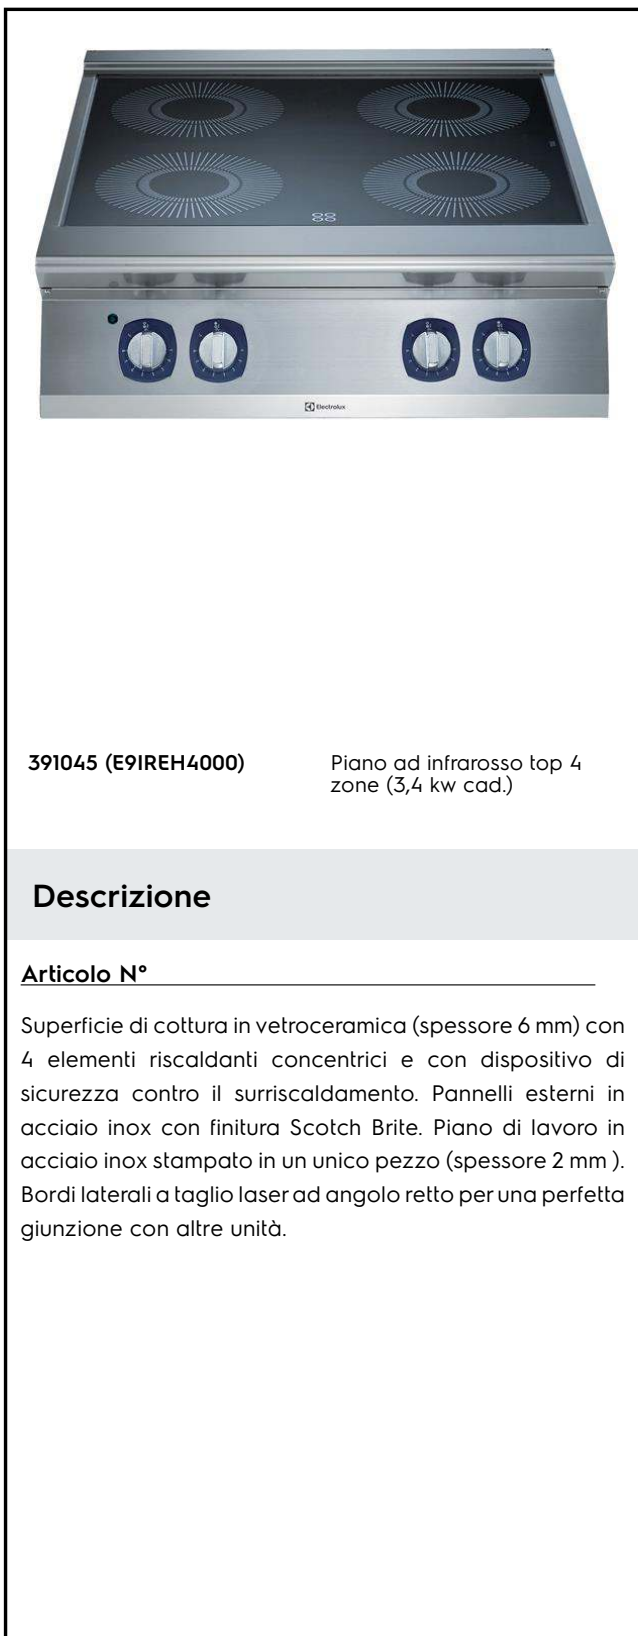 Electrolux
391045 (E9IREH4000)
Piano ad infrarosso top 4
zone (3,4 kw cad.)
Descrizione
Articolo N°
Superficie di cottura in vetroceramica (spessore 6 mm) con
4 elementi riscaldanti concentrici e con dispositivo di
sicurezza contro il surriscaldamento. Pannelli esterni in
acciaio inox con finitura Scotch Brite. Piano di lavoro in
acciaio inox stampato in un unico pezzo (spessore 2 mm ).
Bordi laterali a taglio laser ad angolo retto per una perfetta
giunzione con altre unità.